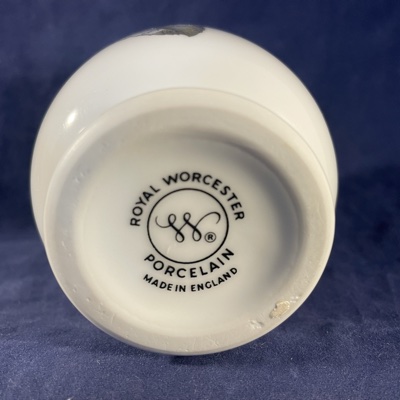 ROYAL WORCESTER
W®
PORCELAIN
MADE IN ENGLAND